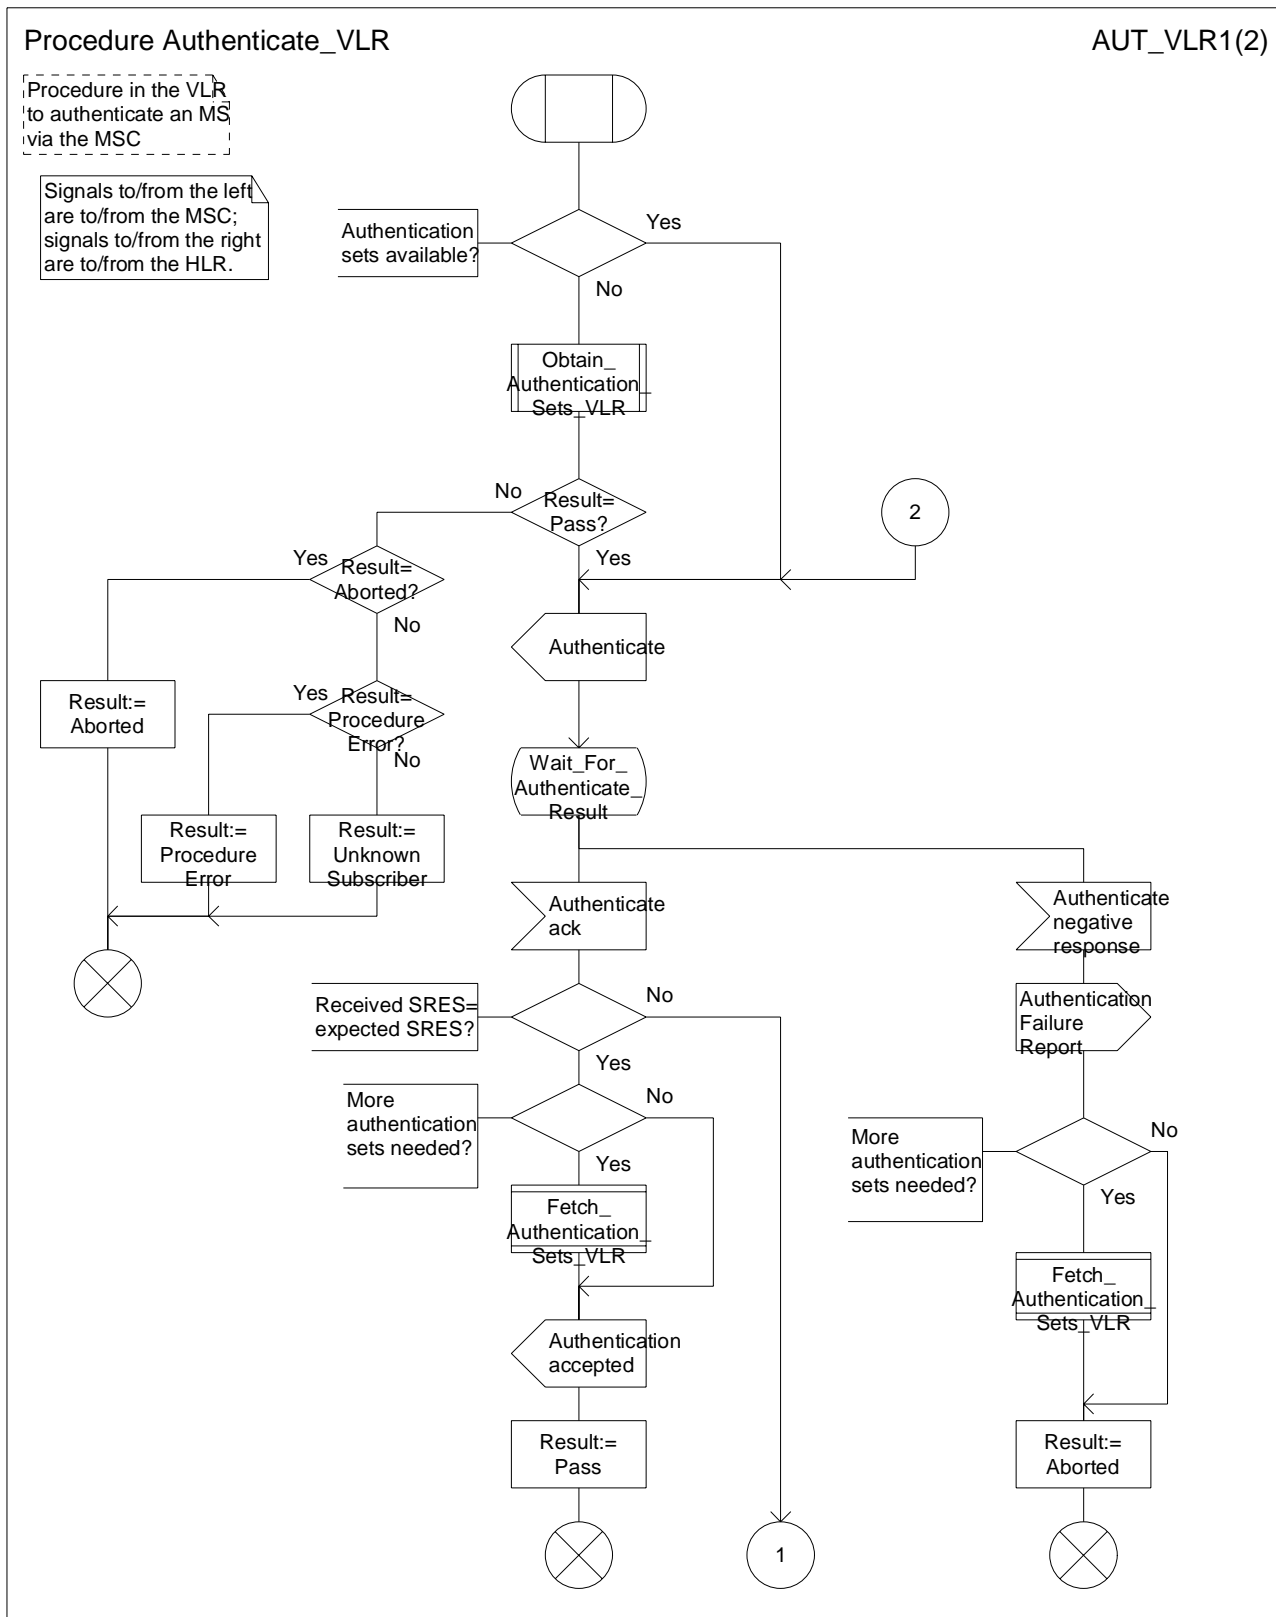 Procedure Authenticate_VLR
AUT_VLR1(2)
Procedure in the VLR
to authenticate an MS
via the MSC
Signals to/from the left
are to/from the MSC;
signals to/from the right
are to/from the HLR.
Authentication
sets available?
Yes
No
Obtain_
Authentication_
Sets_VLR
No
Result=
Pass?
2
Yes
Yes
Result=
Aborted?
No
Authenticate
Result:=
Aborted
Yes
Result=
Procedure
Error?
No
Wait_For_
Authenticate_
Result
Result:=
Procedure
Error
Result:=
Unknown
Subscriber
Authenticate
ack
Authenticate
negative
response
Received SRES=
expected SRES?
No
Yes
Authentication
Failure
Report
More
authentication
sets needed?
No
Yes
More
authentication
sets needed?
No
Yes
Fetch_
Authentication_
Sets_VLR
Fetch_
Authentication_
Sets_VLR
Authentication
accepted
Result:=
Pass
Result:=
Aborted
1